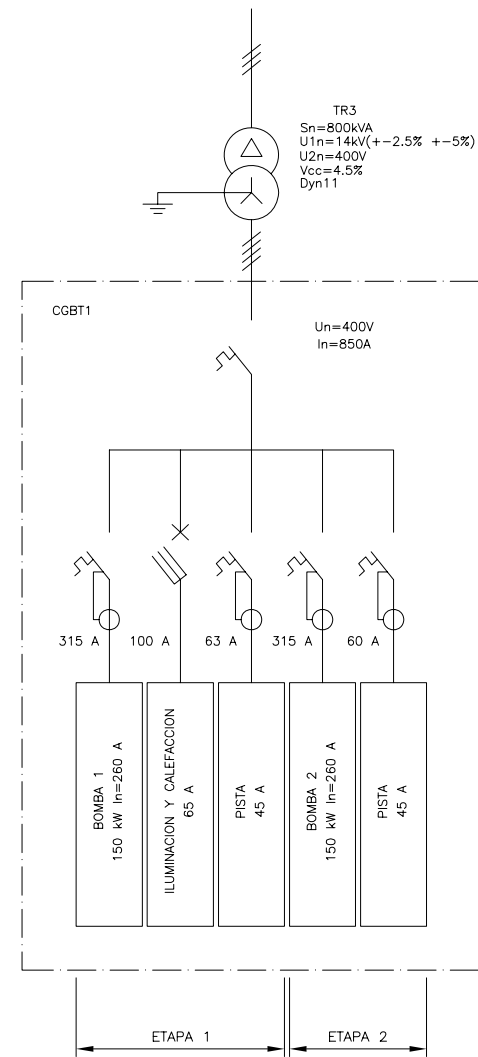 TR3
Sn=800kVA
U1n=14kV(+-2.5% +-5%)
U2n=400V
Vcc=4.5%
Dyn11
CGBT1
Un=400V
In=850A
315 A
100 A
63 A
315 A
60 A
BOMBA 1
150 kW In=260 A
ILUMINACION Y CALEFACCION
65 A
PISTA
45 A
BOMBA 2
150 kW In=260 A
PISTA
45 A
ETAPA 1
ETAPA 2